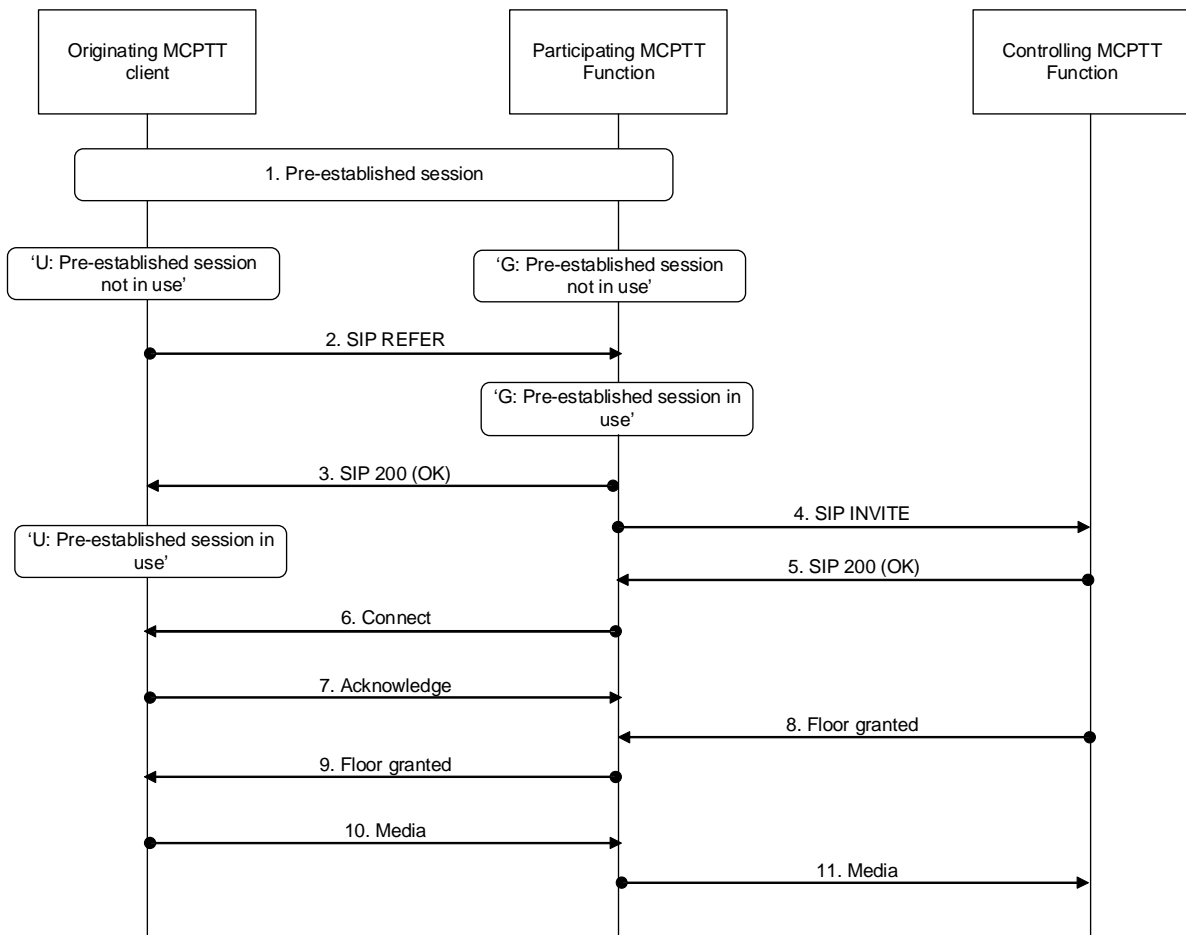 Originating MCPTT
client
Participating MCPTT
Function
Controlling MCPTT
Function
1. Pre-established session
‘U: Pre-established session
not in use’
‘G: Pre-established session
not in use’
2. SIP REFER
‘G: Pre-established session in
use’
3. SIP 200 (OK)
4. SIP INVITE
‘U: Pre-established session in
use’
5. SIP 200 (OK)
6. Connect
7. Acknowledge
8. Floor granted
9. Floor granted
10. Media
11. Media